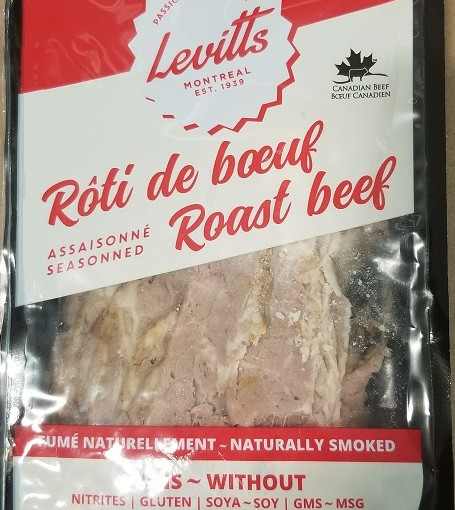 Levitts
MONTREAL
EST. 1939
CANADIAN BEEF
BŒUF CANADIEN
Rôti de bœuf
Roast beef
ASSAISONNÉ
SEASONNED
FUMÉ NATURELLEMENT ~ NATURALLY SMOKED
~ WITHOUT
NITRITES | GLUTEN | SOYA ~ SOY | GMS ~ MSG